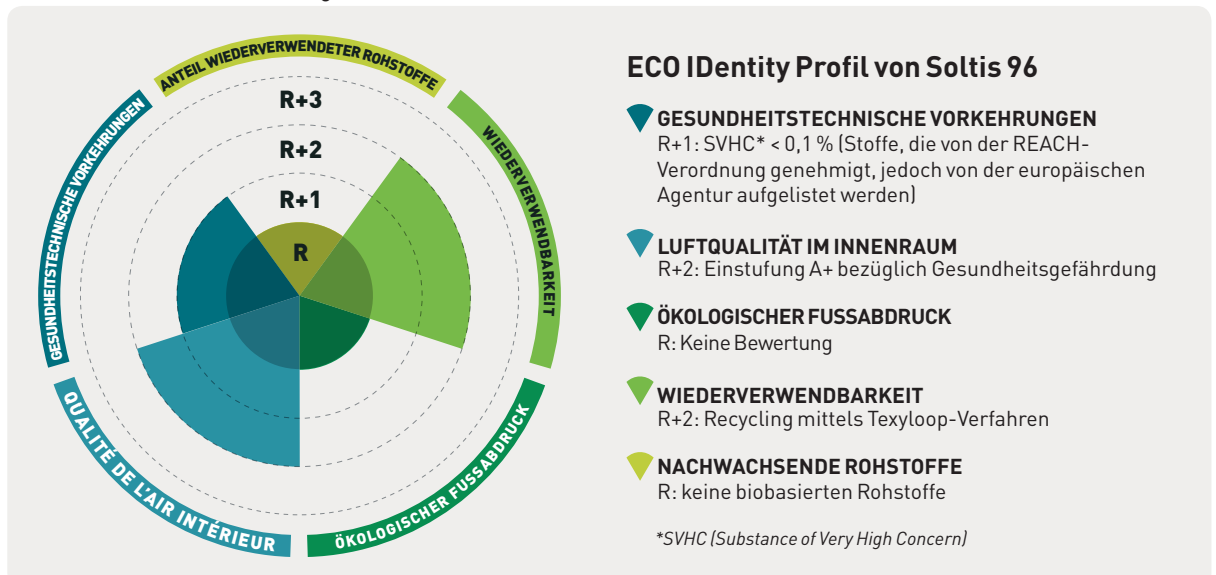 ANTEIL WIEDERVERWENDETER ROHSTOFFE
WIEDERVERWENDBARKEIT
ÖKOLOGISCHER FUSSABDRUCK
QUALITÉ DE L'AIR INTÉRIEUR
GESUNDHEITSTECHNISCHE VORKEHRUNGEN
R+3
R+2
R+1
R
ECO IDentity Profil von Soltis 96
GESUNDHEITSTECHNISCHE VORKEHRUNGEN
R+1: SVHC* < 0,1 % (Stoffe, die von der REACH-
Verordnung genehmigt, jedoch von der europäischen
Agentur aufgelistet werden)
LUFTQUALITÄT IM INNENRAUM
R+2: Einstufung A+ bezüglich Gesundheitsgefährdung
ÖKOLOGISCHER FUSSABDRUCK
R: Keine Bewertung
WIEDERVERWENDBARKEIT
R+2: Recycling mittels Texyloop-Verfahren
NACHWACHSENDE ROHSTOFFE
R: keine biobasierten Rohstoffe
*SVHC (Substance of Very High Concern)